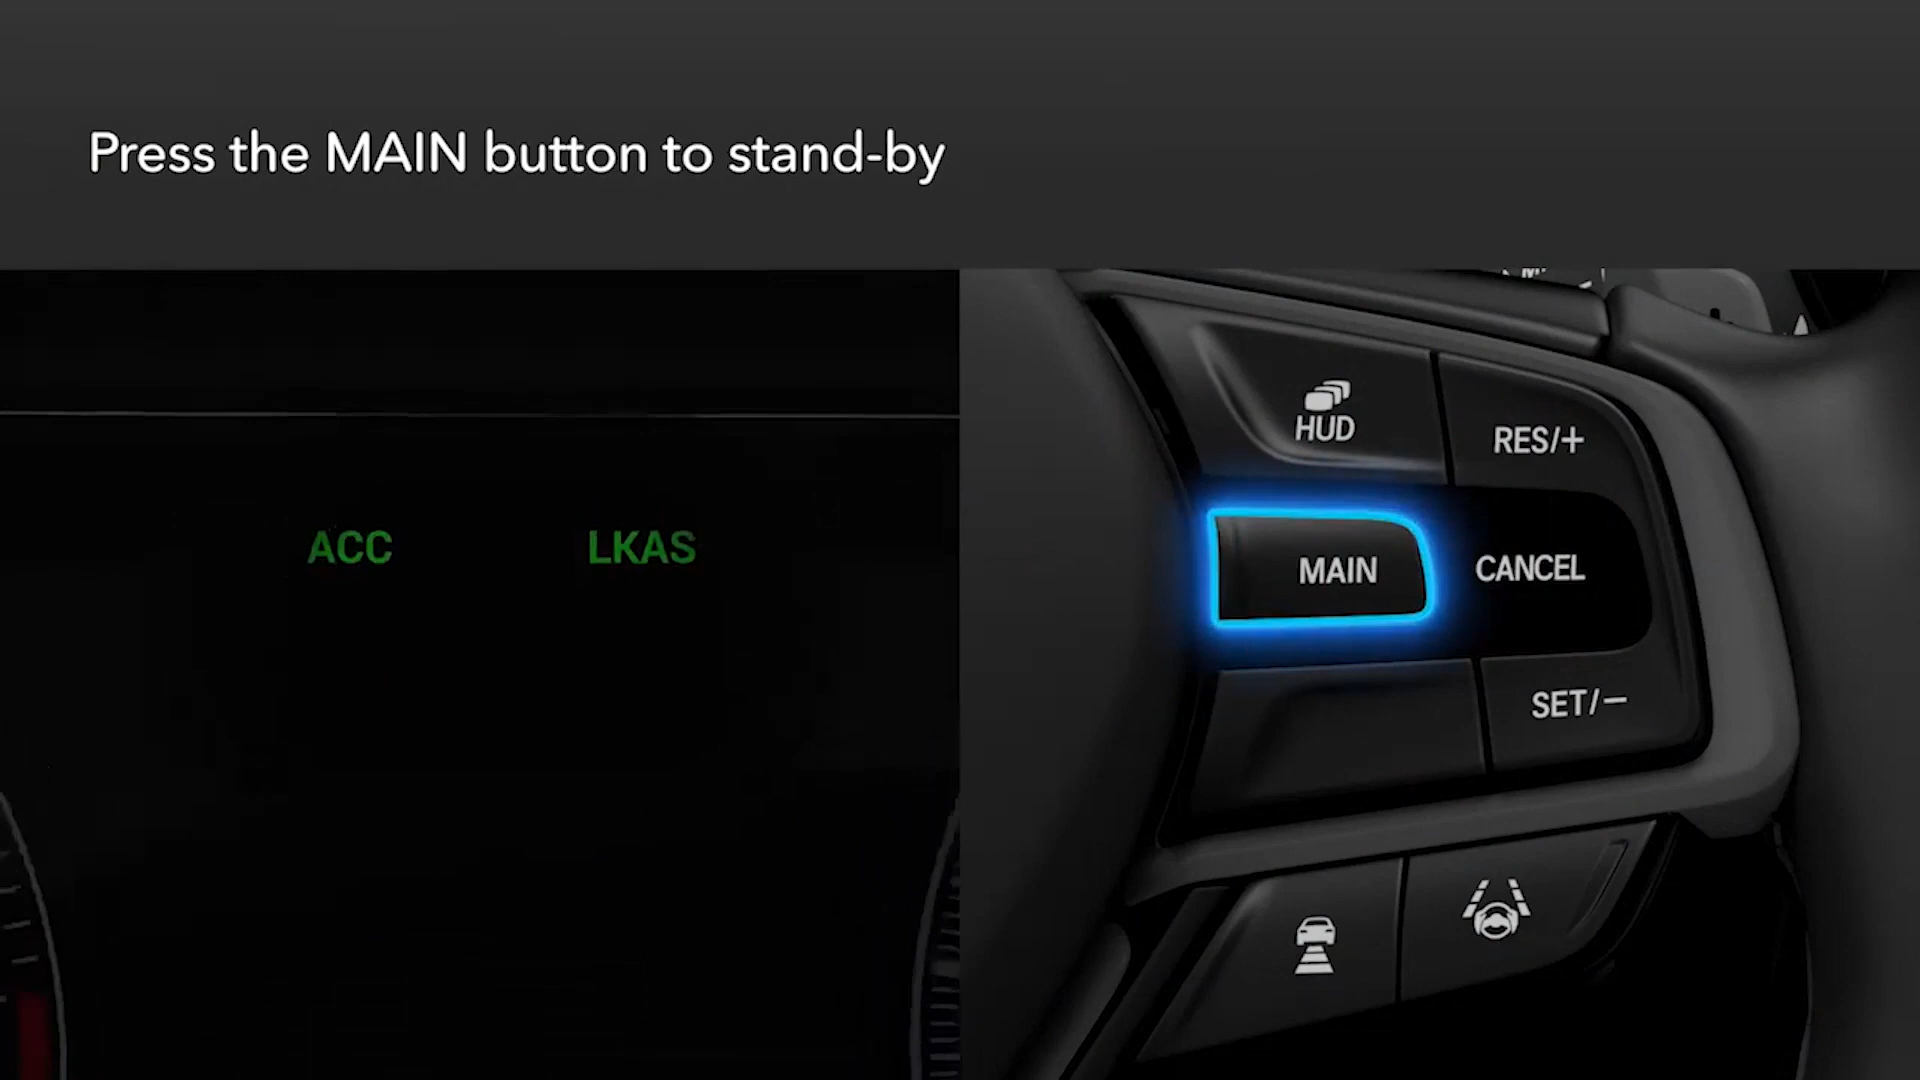 Press the MAIN button to stand-by
ACC LKAS
HUD
RES/+
MAIN
CANCEL
SET/−